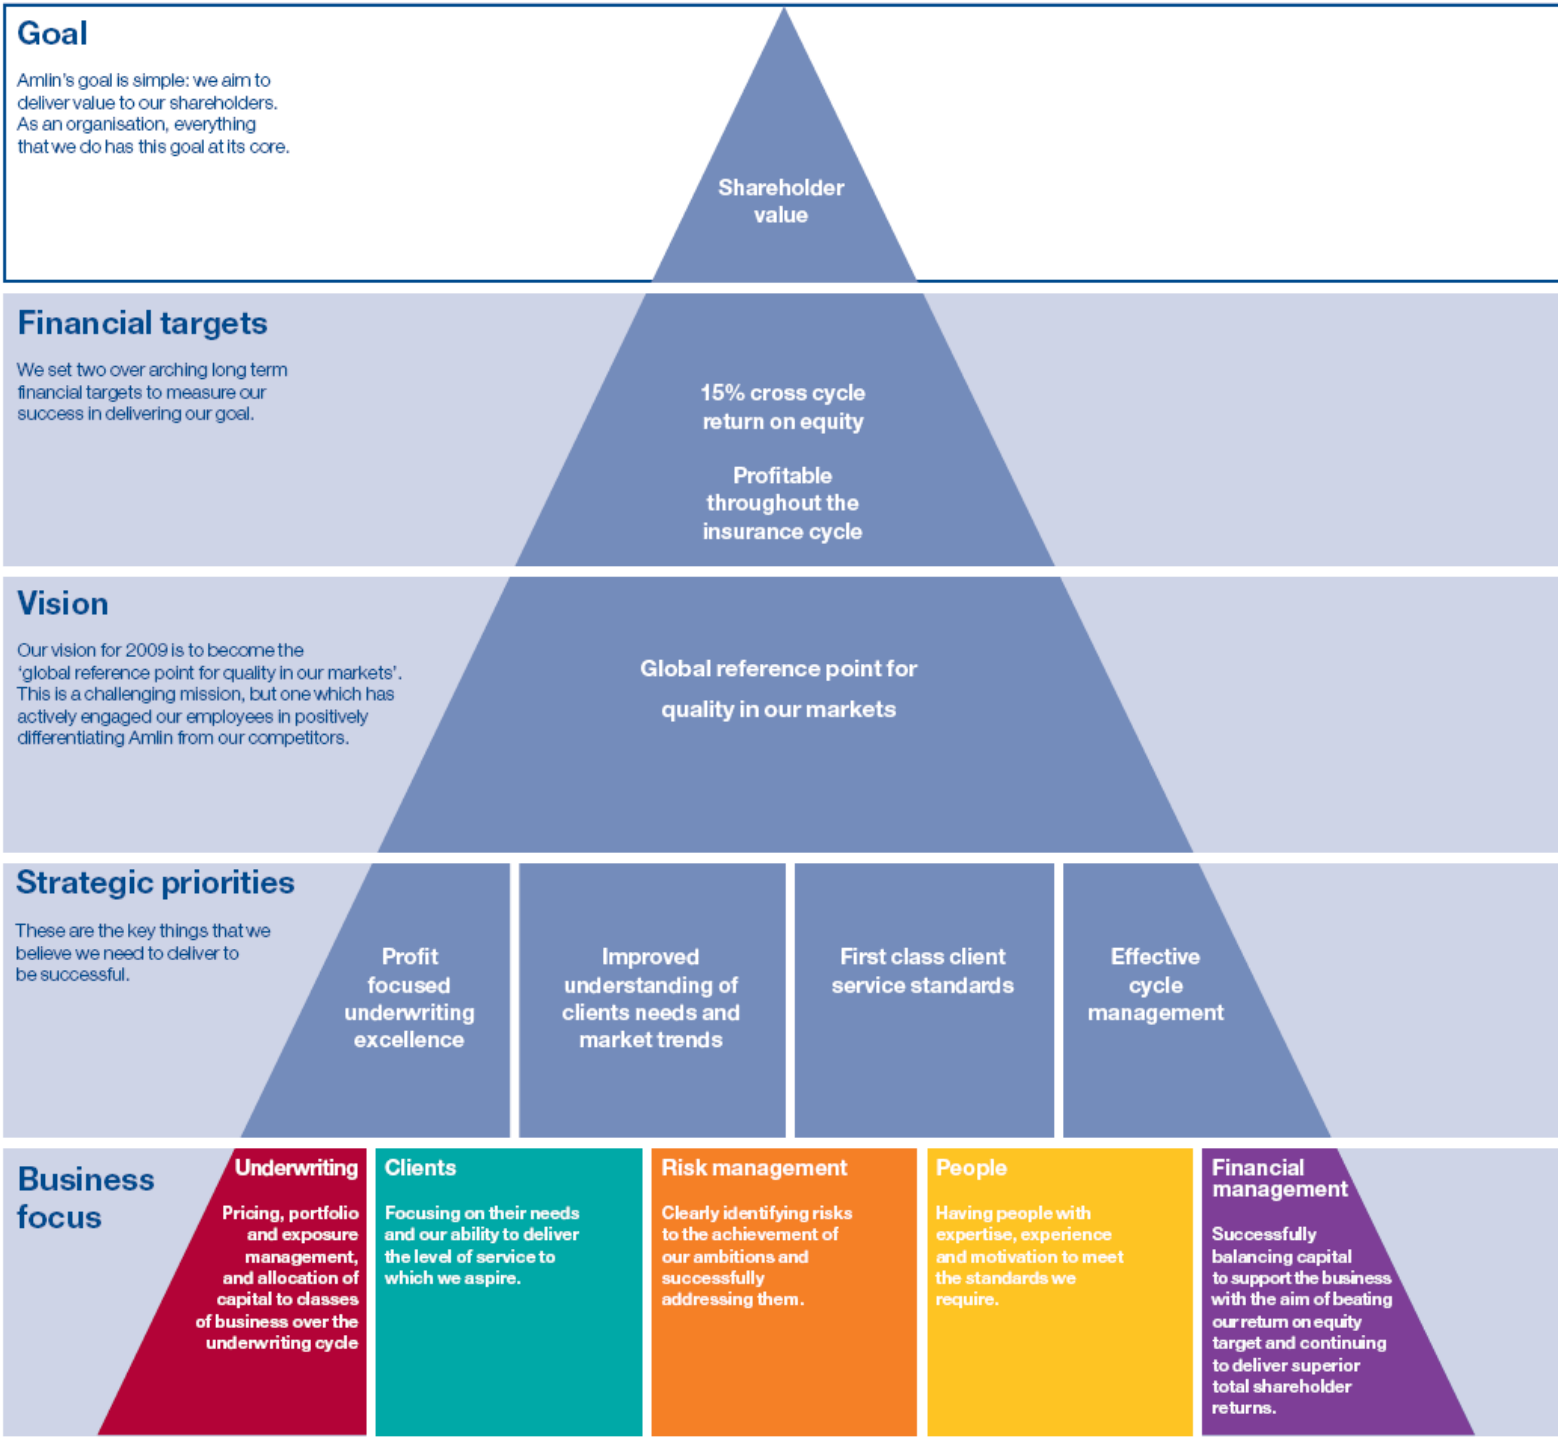 Goal
Amlin's goal is simple: we aim to
deliver value to our shareholders.
As an organisation, everything
that we do has this goal at its core.
Shareholder
value
Financial targets
We set two over arching long term
financial targets to measure our
success in delivering our goal.
15% cross cycle
return on equity
Profitable
throughout the
insurance cycle
Vision
Our vision for 2009 is to become the
‘global reference point for quality in our markets’.
This is a challenging mission, but one which has
actively engaged our employees in positively
differentiating Amlin from our competitors.
Global reference point for
quality in our markets
Strategic priorities
These are the key things that we
believe we need to deliver to
be successful.
Profit
focused
underwriting
excellence
Improved
understanding of
clients needs and
market trends
First class client
service standards
Effective
cycle
management
Business
focus
Underwriting
Pricing, portfolio
and exposure
management,
and allocation of
capital to classes
of business over the
underwriting cycle
Clients
Focusing on their needs
and our ability to deliver
the level of service to
which we aspire.
Risk management
Clearly identifying risks
to the achievement of
our ambitions and
successfully
addressing them.
People
Having people with
expertise, experience
and motivation to meet
the standards we
require.
Financial
management
Successfully
balancing capital
to support the business
with the aim of beating
our return on equity
target and continuing
to deliver superior
total shareholder
returns.